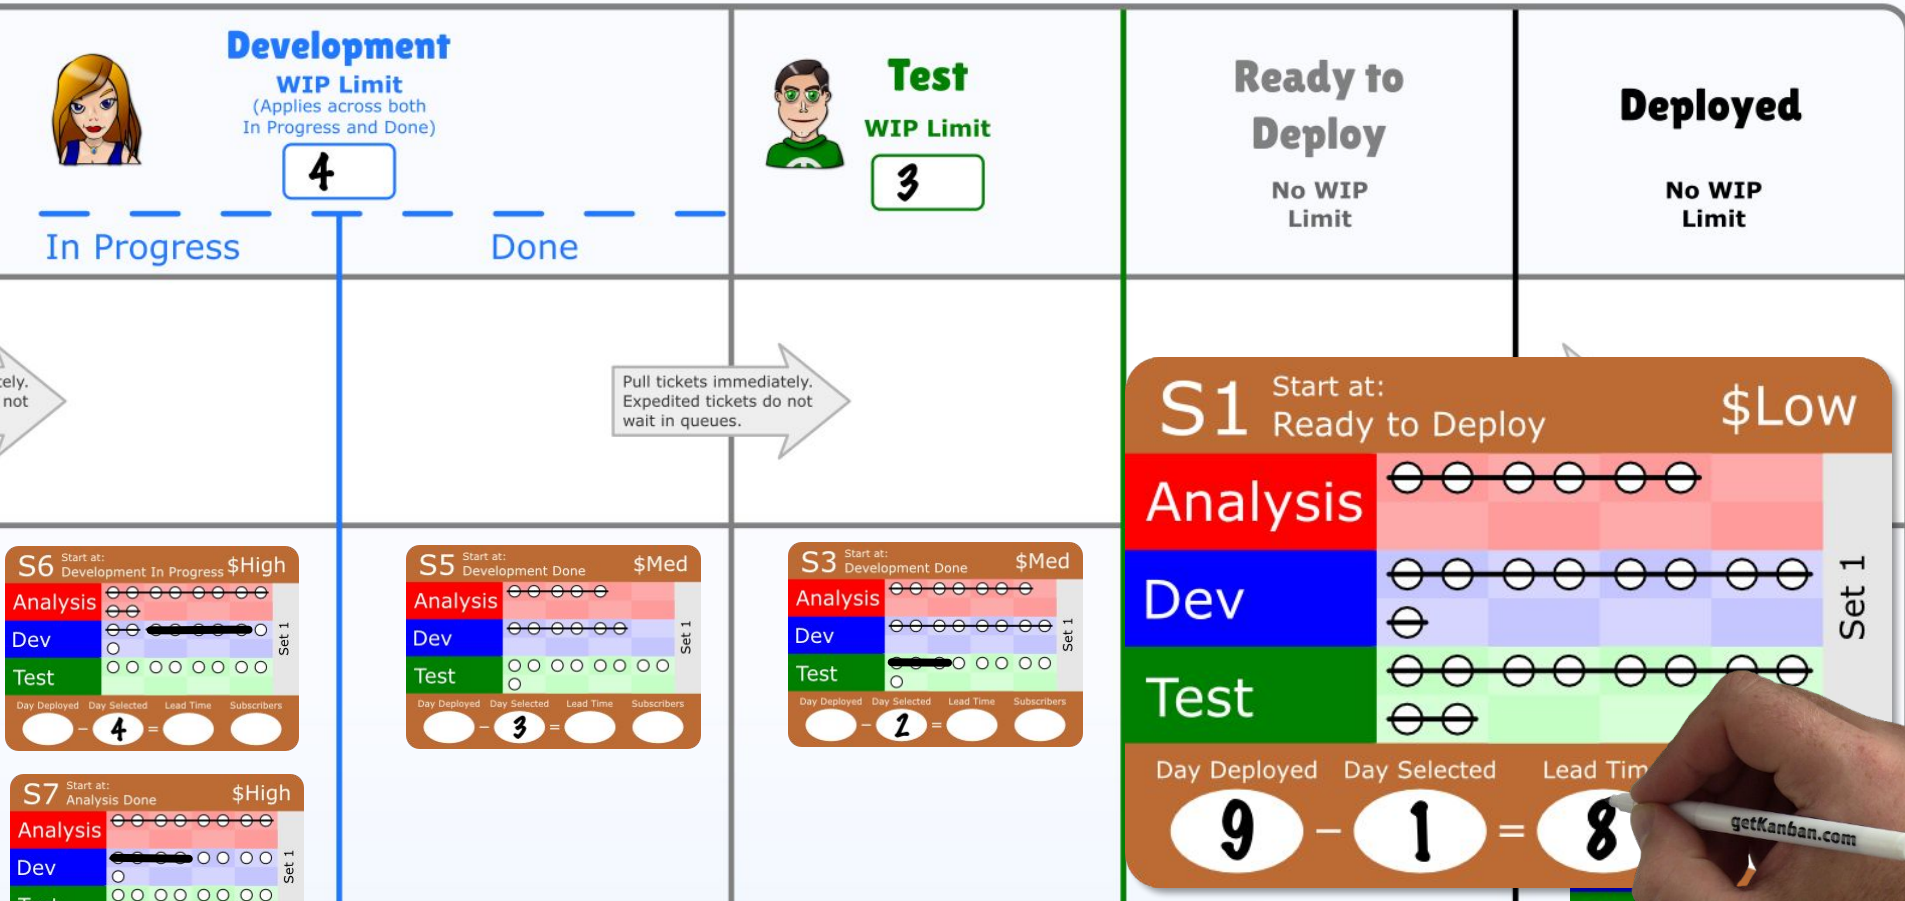 Development
WIP Limit
(Applies across both
In Progress and Done)
4
In Progress
Done
Test
WIP Limit
3
Ready to
Deploy
No WIP
Limit
Deployed
No WIP
Limit
ely.
not
Pull tickets immediately.
Expedited tickets do not
wait in queues.
S6 Start at: Development In Progress $High
Analysis
Dev
Test
Set 1
Day Deployed Day Selected Lead Time Subscribers
- 4 =
S7 Start at: Analysis Done $High
Analysis
Dev
Set 1
S5 Start at: Development Done $Med
Analysis
Dev
Test
Set 1
Day Deployed Day Selected Lead Time Subscribers
- 3 =
S3 Start at: Development Done $Med
Analysis
Dev
Test
Set 1
Day Deployed Day Selected Lead Time Subscribers
- 2 =
S1 Start at: Ready to Deploy $Low
Analysis
Dev
Test
Set 1
Day Deployed Day Selected Lead Tim
9 - 1 = 8
getKanban.com